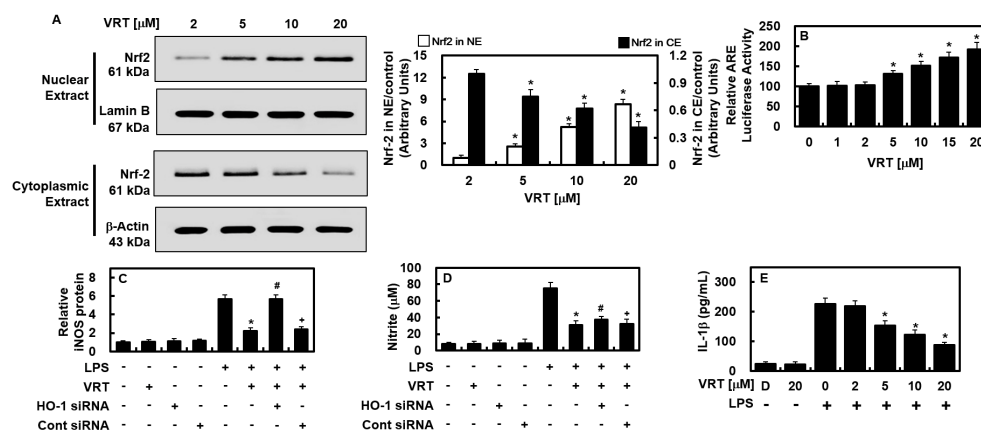 A
VRT [µM]
2 5 10 20
Nrf2
61 kDa
Nuclear
Extract
Lamin B
67 kDa
Nrf-2
61 kDa
Cytoplasmic
Extract
β-Actin
43 kDa
Nrf2 in NE
Nrf2 in CE
Nrf-2 in NE/control
(Arbitrary Units)
15
12
9
6
3
0
* * *
* * *
1.2
0.9
0.6
0.3
0
Nrf-2 in CE/control
(Arbitrary Units)
2 5 10 20
VRT [µM]
B
Relative ARE
Luciferase Activity
250
200
150
100
50
0
* * * *
0 1 2 5 10 15 20
VRT [µM]
C
Relative
iNOS protein
8
6
4
2
0
* # +
LPS - - - - + + + +
VRT - + - - - + + +
HO-1 siRNA - - + - - - + -
Cont siRNA - - - + - - - +
D
Nitrite (µM)
100
80
60
40
20
0
* # +
LPS - - - - + + + +
VRT - + - - - + + +
HO-1 siRNA - - + - - - + -
Cont siRNA - - - + - - - +
E
IL-1β (pg/mL)
300
200
100
0
* * *
VRT [µM] D 20 0 2 5 10 20
LPS - - + + + + +